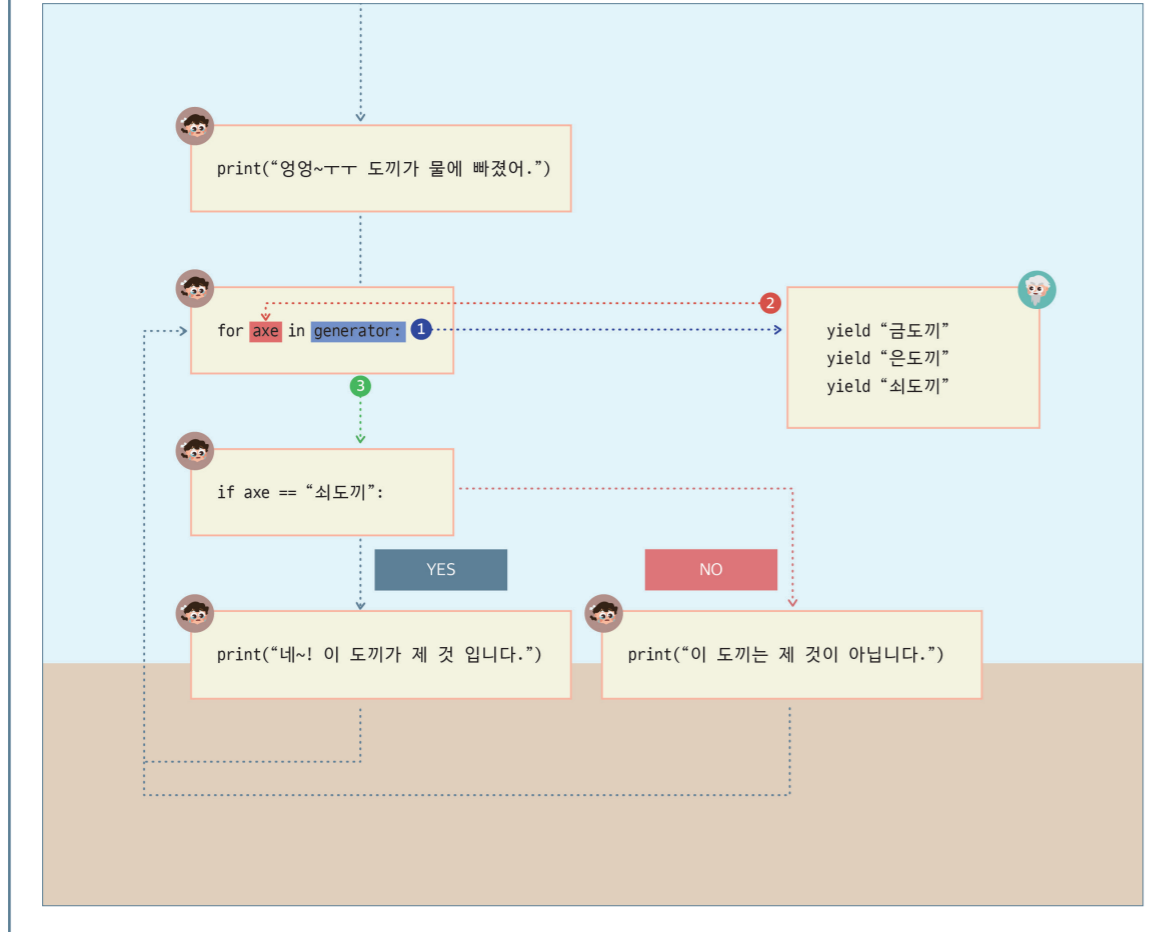 print(“엉엉~ㅜㅜ 도끼가 물에 빠졌어.”)
for axe in generator: 1
2
yield “금도끼”
yield “은도끼”
yield “쇠도끼”
3
if axe == “쇠도끼”:
YES
NO
print(“네~! 이 도끼가 제 것 입니다.”)
print(“이 도끼는 제 것이 아닙니다.”)